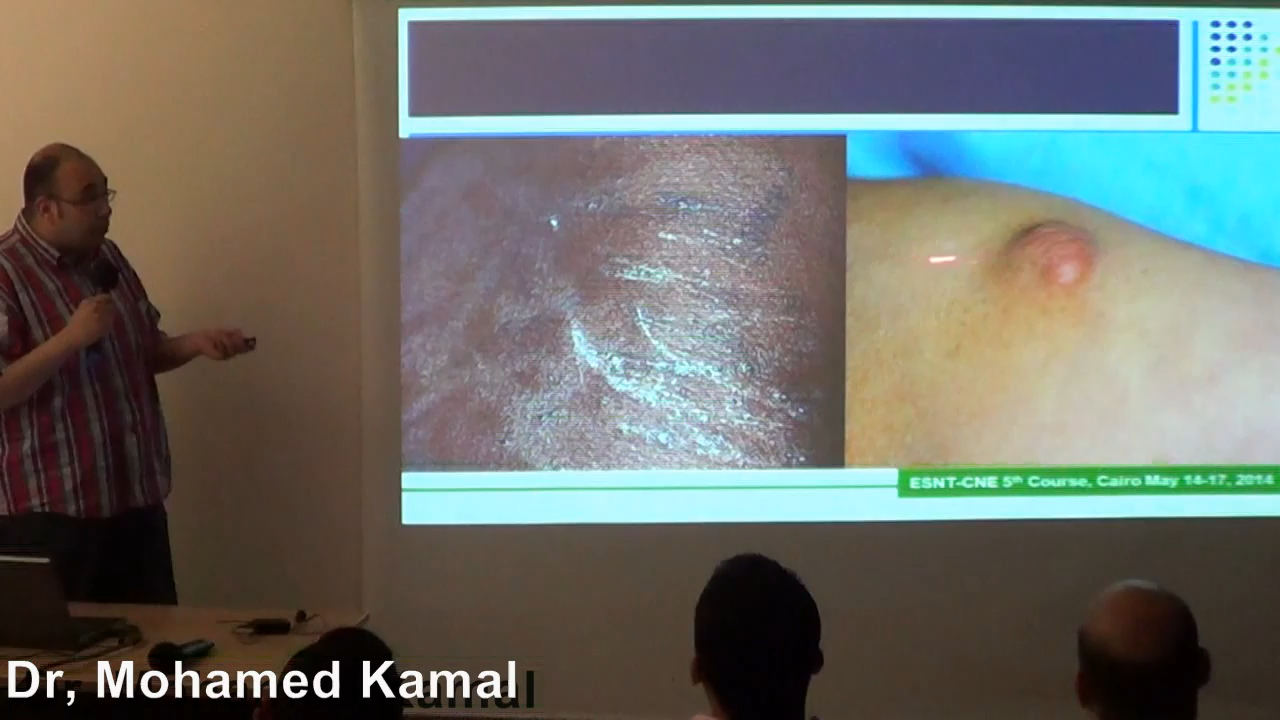 ESNT-CNE 5th Course, Cairo May 14-17, 2014
Dr, Mohamed Kamal